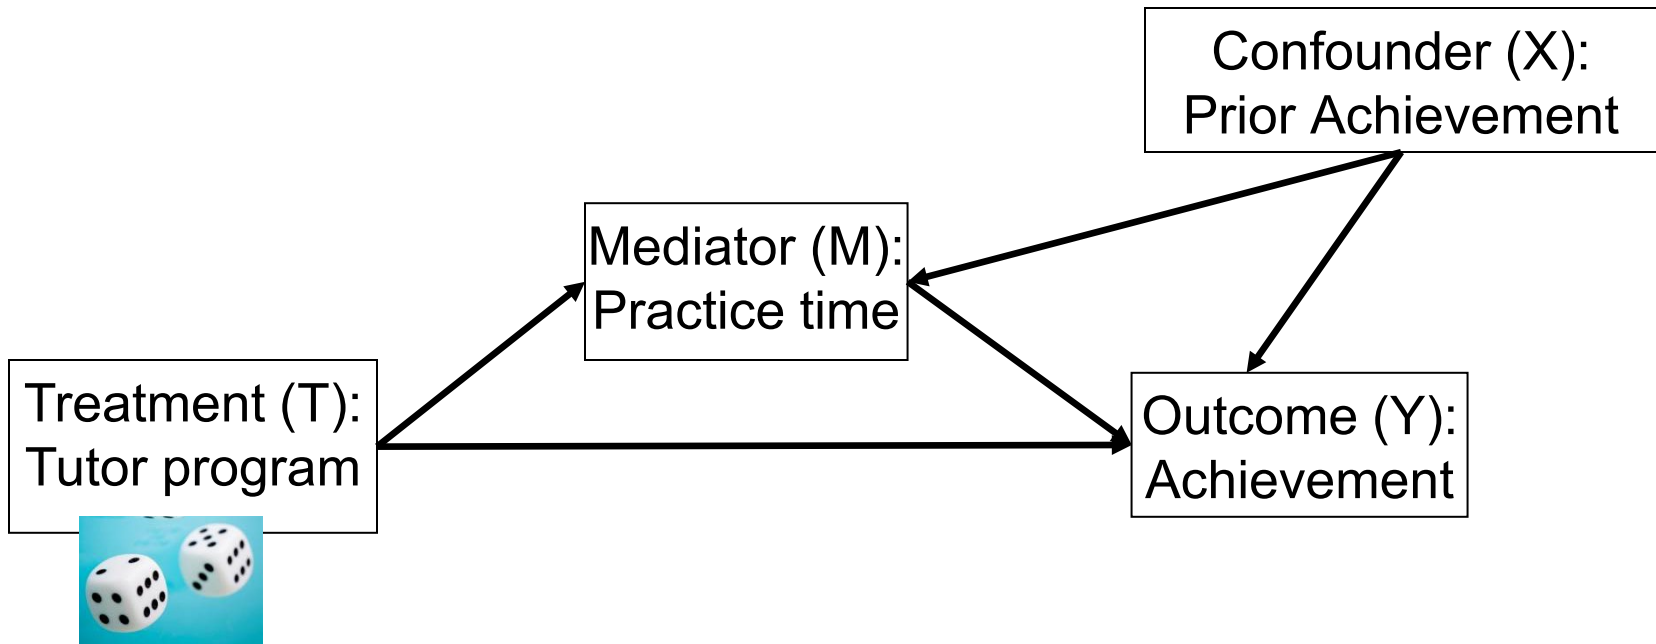 Confounder (X):
Prior Achievement
Mediator (M):
Practice time
Treatment (T):
Tutor program
Outcome (Y):
Achievement